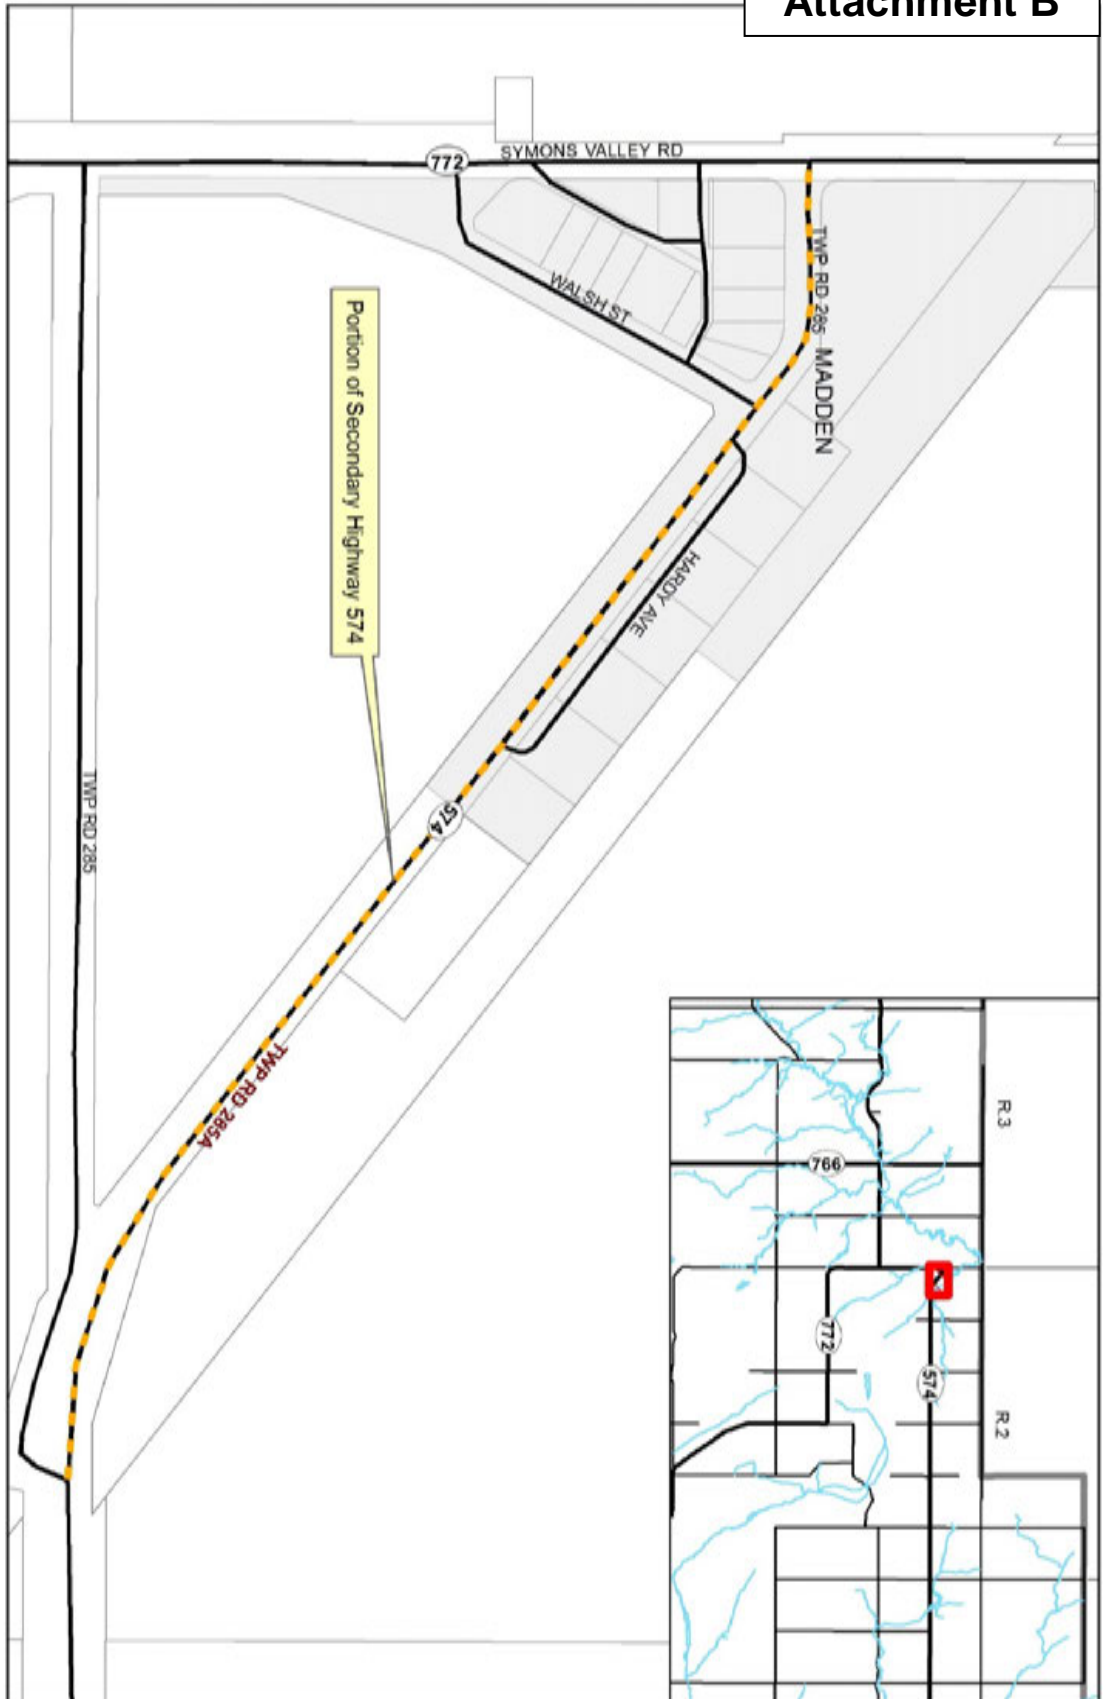 Attachment B
SYMONS VALLEY RD
772
TWP RD 285
MADDEN
WALSH ST
Portion of Secondary Highway 574
HARDY AVE
574
TWP RD 285
TWP RD 285A
R.3
766
772
574
R.2